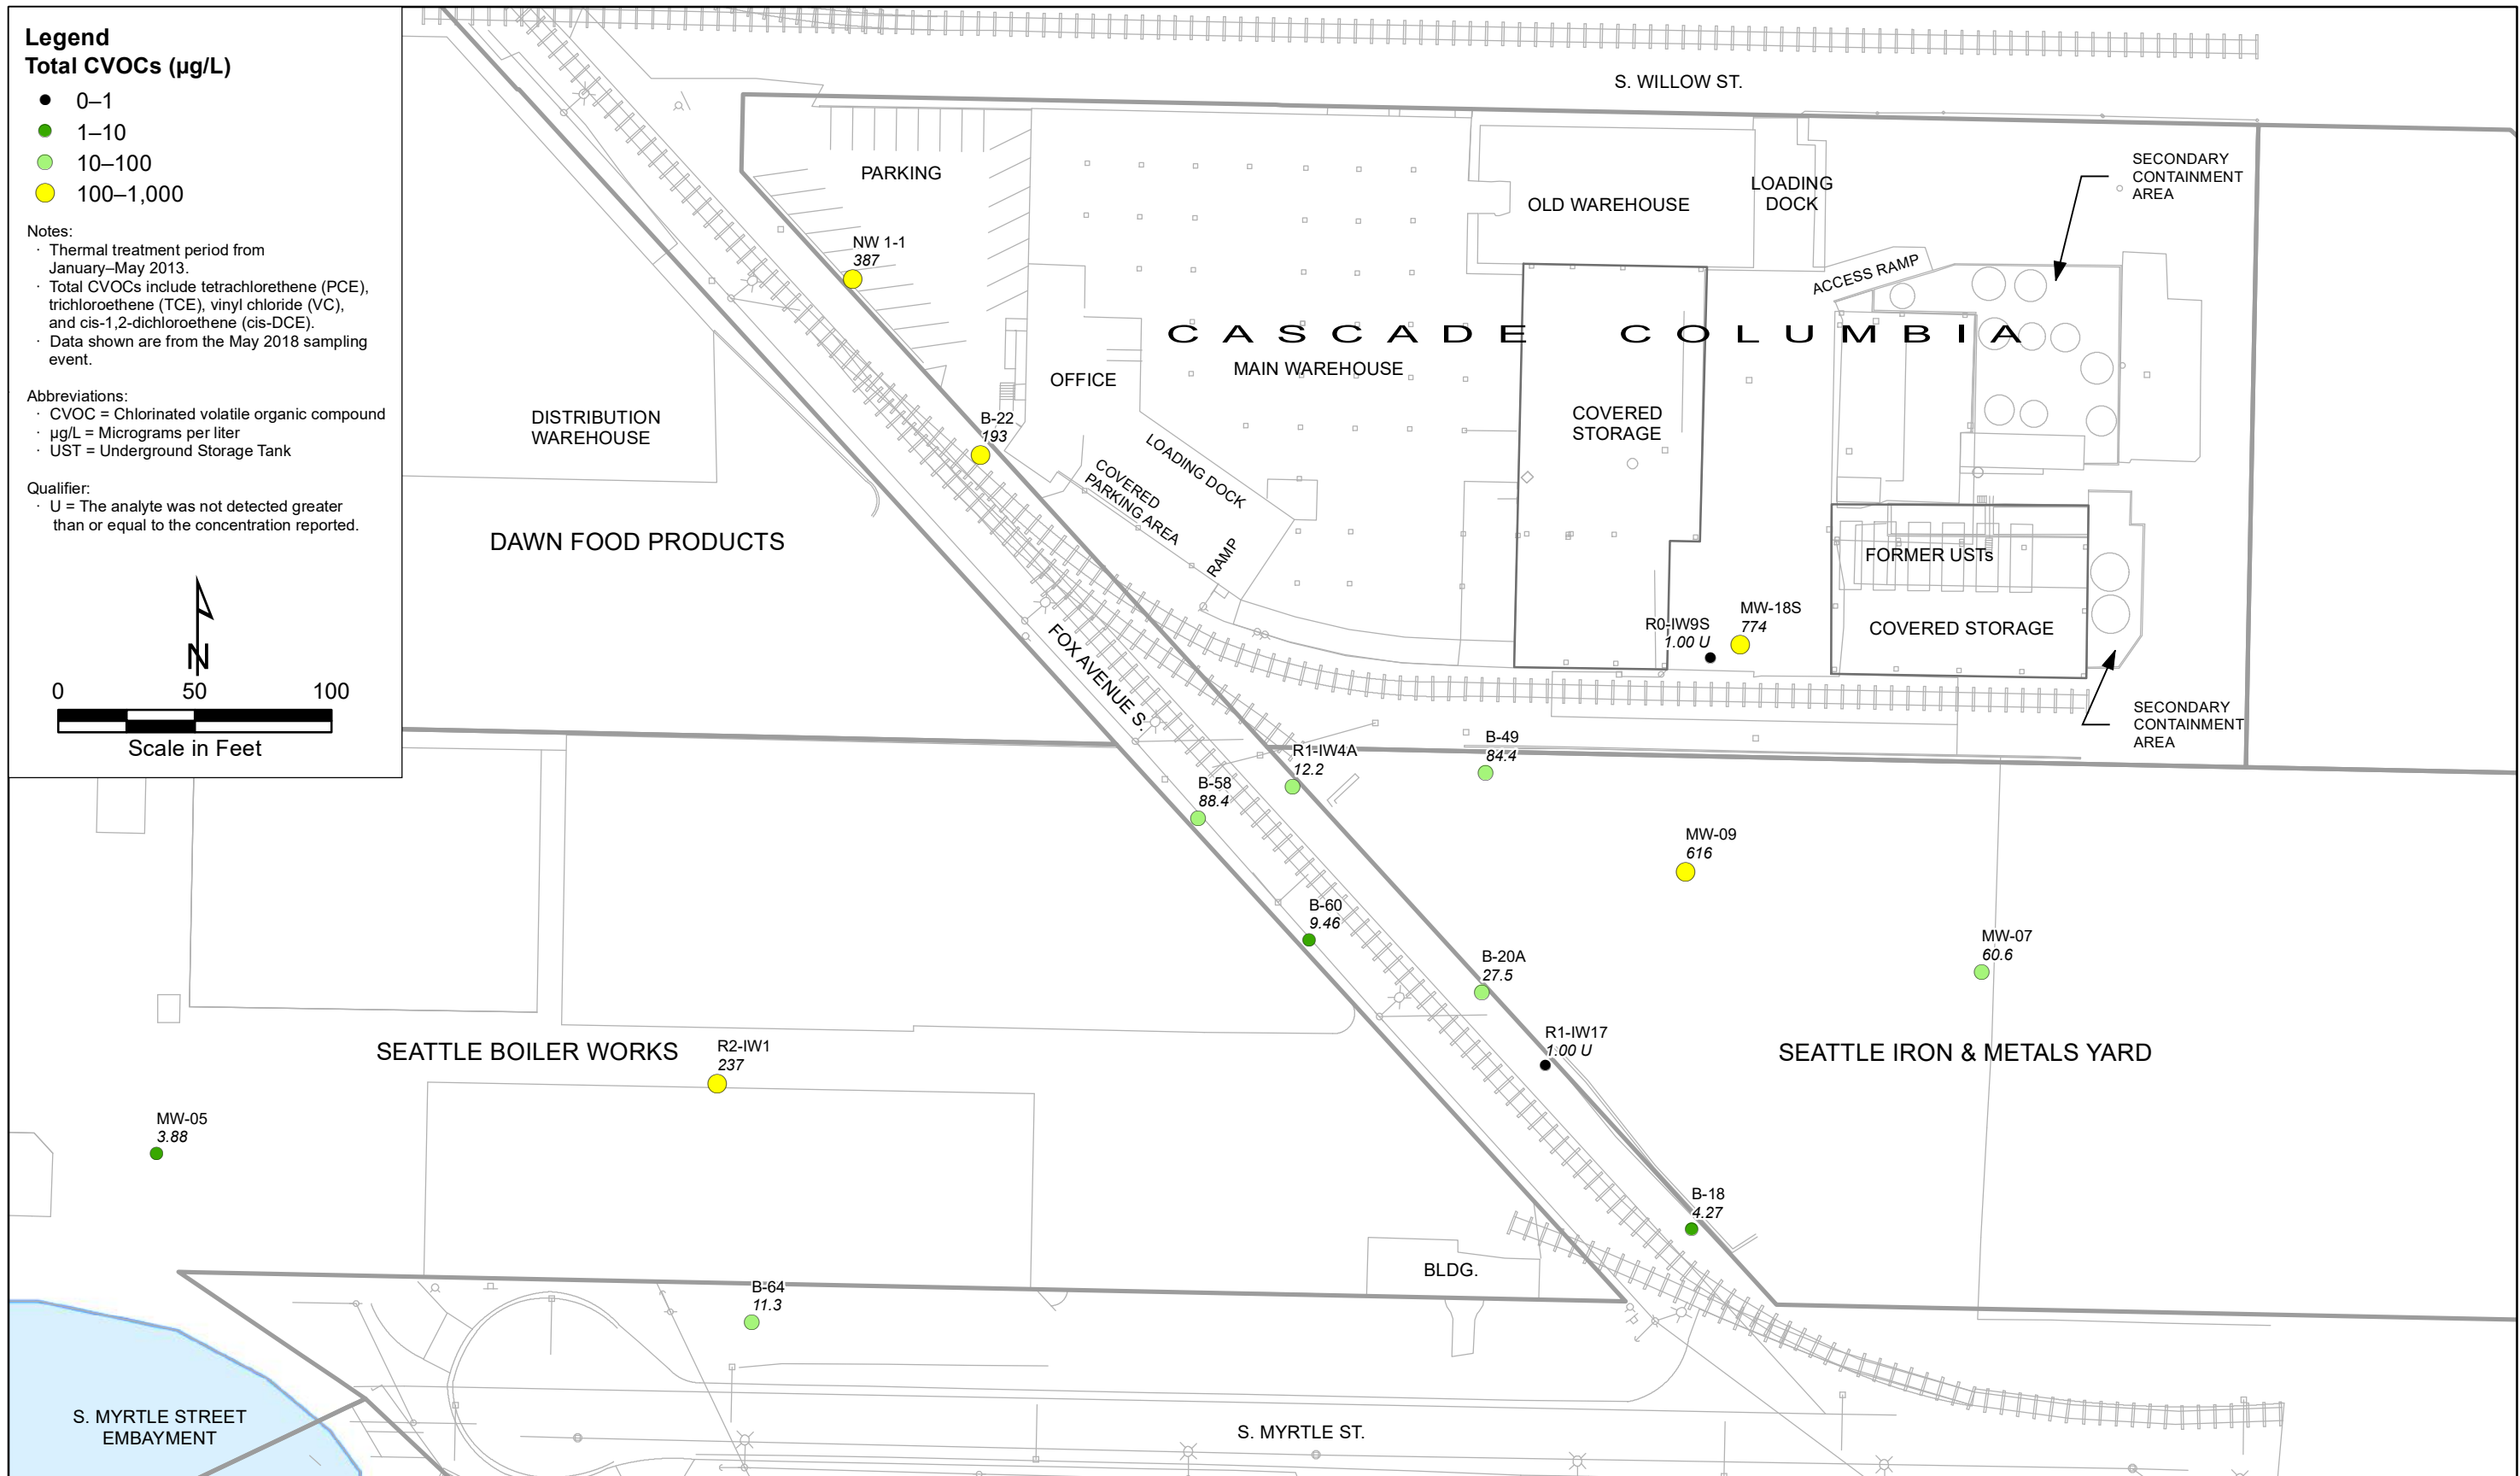 Legend
Total CVOCs (µg/L)
0–1
1–10
10–100
100–1,000
Notes:
· Thermal treatment period from
January–May 2013.
· Total CVOCs include tetrachlorethene (PCE),
trichloroethene (TCE), vinyl chloride (VC),
and cis-1,2-dichloroethene (cis-DCE).
· Data shown are from the May 2018 sampling
event.
Abbreviations:
· CVOC = Chlorinated volatile organic compound
· µg/L = Micrograms per liter
· UST = Underground Storage Tank
Qualifier:
· U = The analyte was not detected greater
than or equal to the concentration reported.
N
0 50 100
Scale in Feet
S. WILLOW ST.
PARKING
OLD WAREHOUSE
LOADING
DOCK
SECONDARY
CONTAINMENT
AREA
NW 1-1
387
ACCESS RAMP
CASCADE COLUMBIA
MAIN WAREHOUSE
OFFICE
DISTRIBUTION
WAREHOUSE
B-22
193
COVERED
STORAGE
LOADING DOCK
COVERED
PARKING AREA
RAMP
DAWN FOOD PRODUCTS
FORMER USTs
COVERED STORAGE
R0-IW9S
1.00 U
MW-18S
774
FOX AVENUE S.
SECONDARY
CONTAINMENT
AREA
R1-IW4A
12.2
B-49
84.4
B-58
88.4
MW-09
616
B-60
9.46
B-20A
27.5
MW-07
60.6
R1-IW17
1.00 U
SEATTLE BOILER WORKS
R2-IW1
237
SEATTLE IRON & METALS YARD
MW-05
3.88
B-18
4.27
BLDG.
B-64
11.3
S. MYRTLE STREET
EMBAYMENT
S. MYRTLE ST.